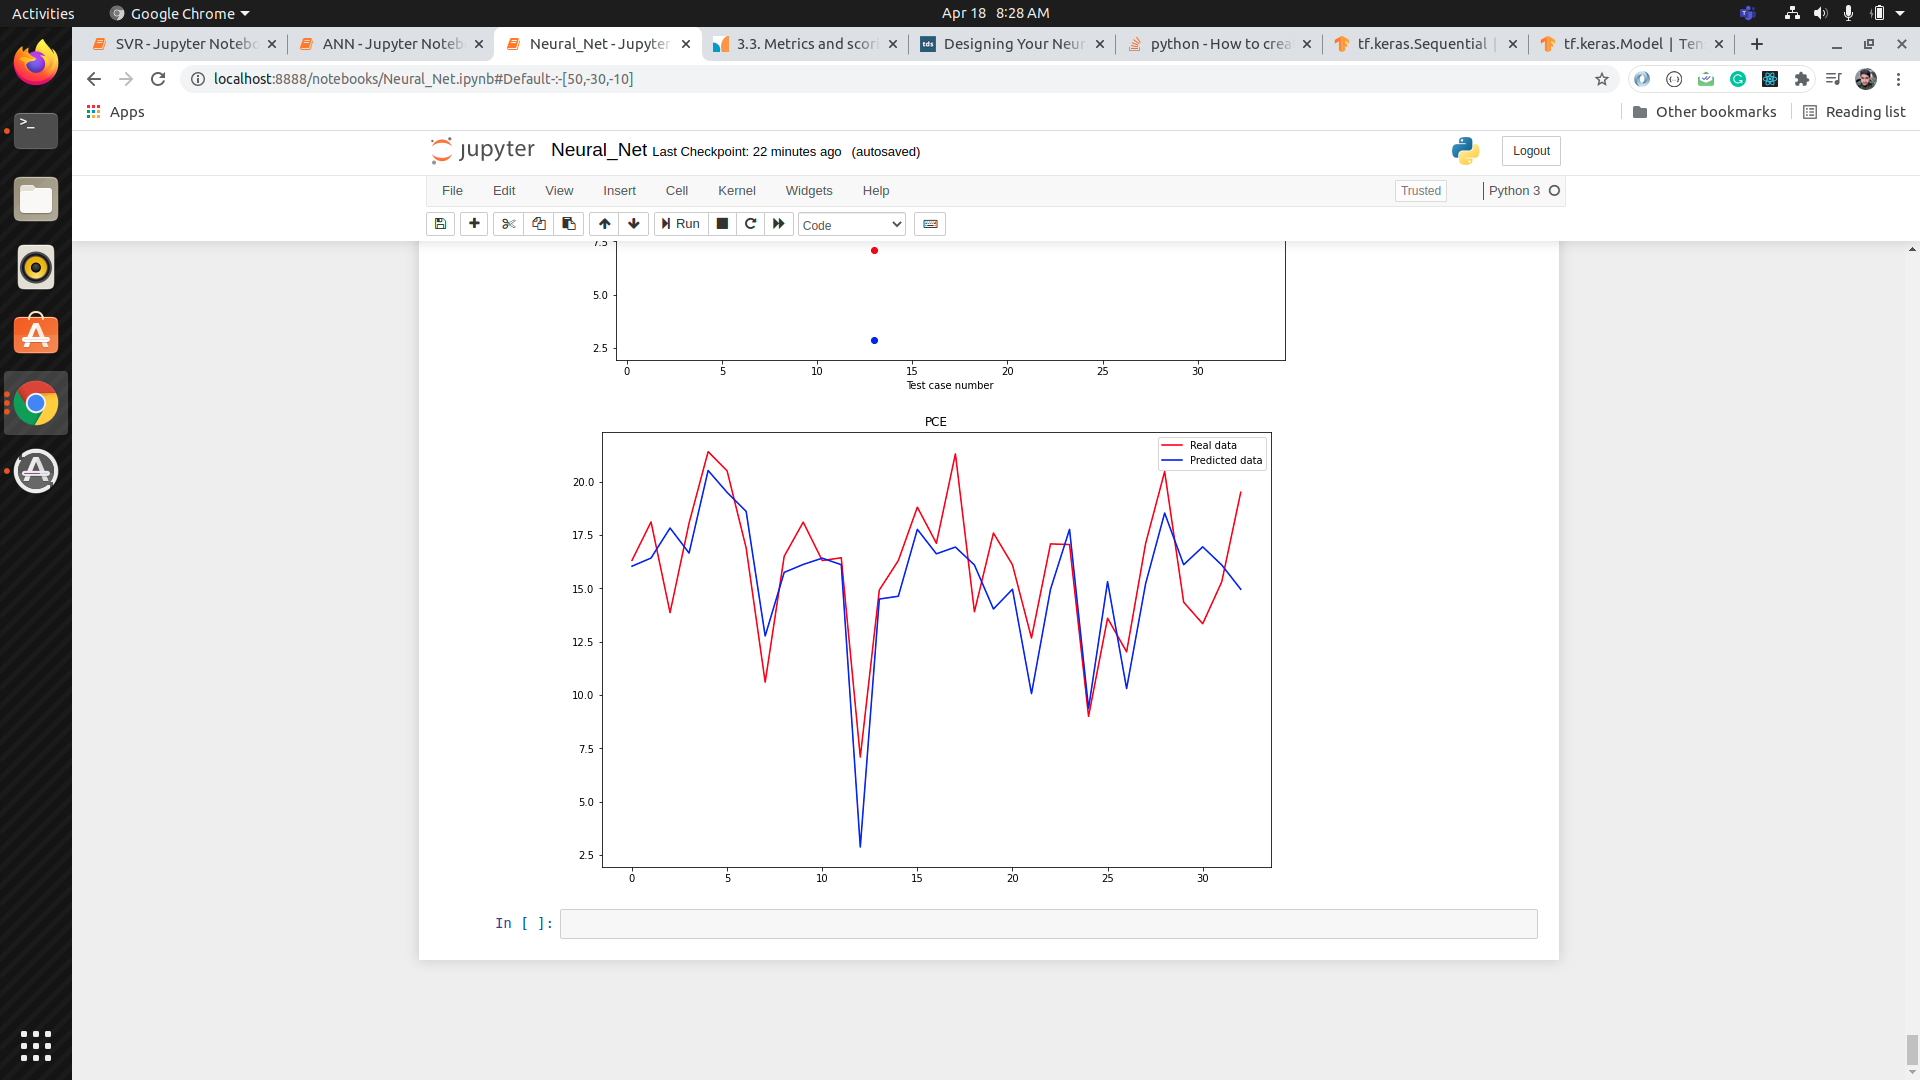 Activities
Google Chrome
Apr 18 8:28 AM
SVR - Jupyter Notebo
ANN - Jupyter Noteb
Neural_Net - Jupyter
3.3. Metrics and scori
tds
Designing Your Neur
python - How to crea
tf.keras.Sequential |
tf.keras.Model | Ten
localhost:8888/notebooks/Neural_Net.ipynb#Default-:-[50,-30,-10]
Apps
Other bookmarks
Reading list
jupyter
Neural_Net Last Checkpoint: 22 minutes ago (autosaved)
Logout
File Edit View Insert Cell Kernel Widgets Help
Trusted
Python 3
Run
Code
7.5
5.0
2.5
0 5 10 15 20 25 30
Test case number
PCE
Real data
Predicted data
20.0
17.5
15.0
12.5
10.0
7.5
5.0
2.5
0 5 10 15 20 25 30
In [ ]: